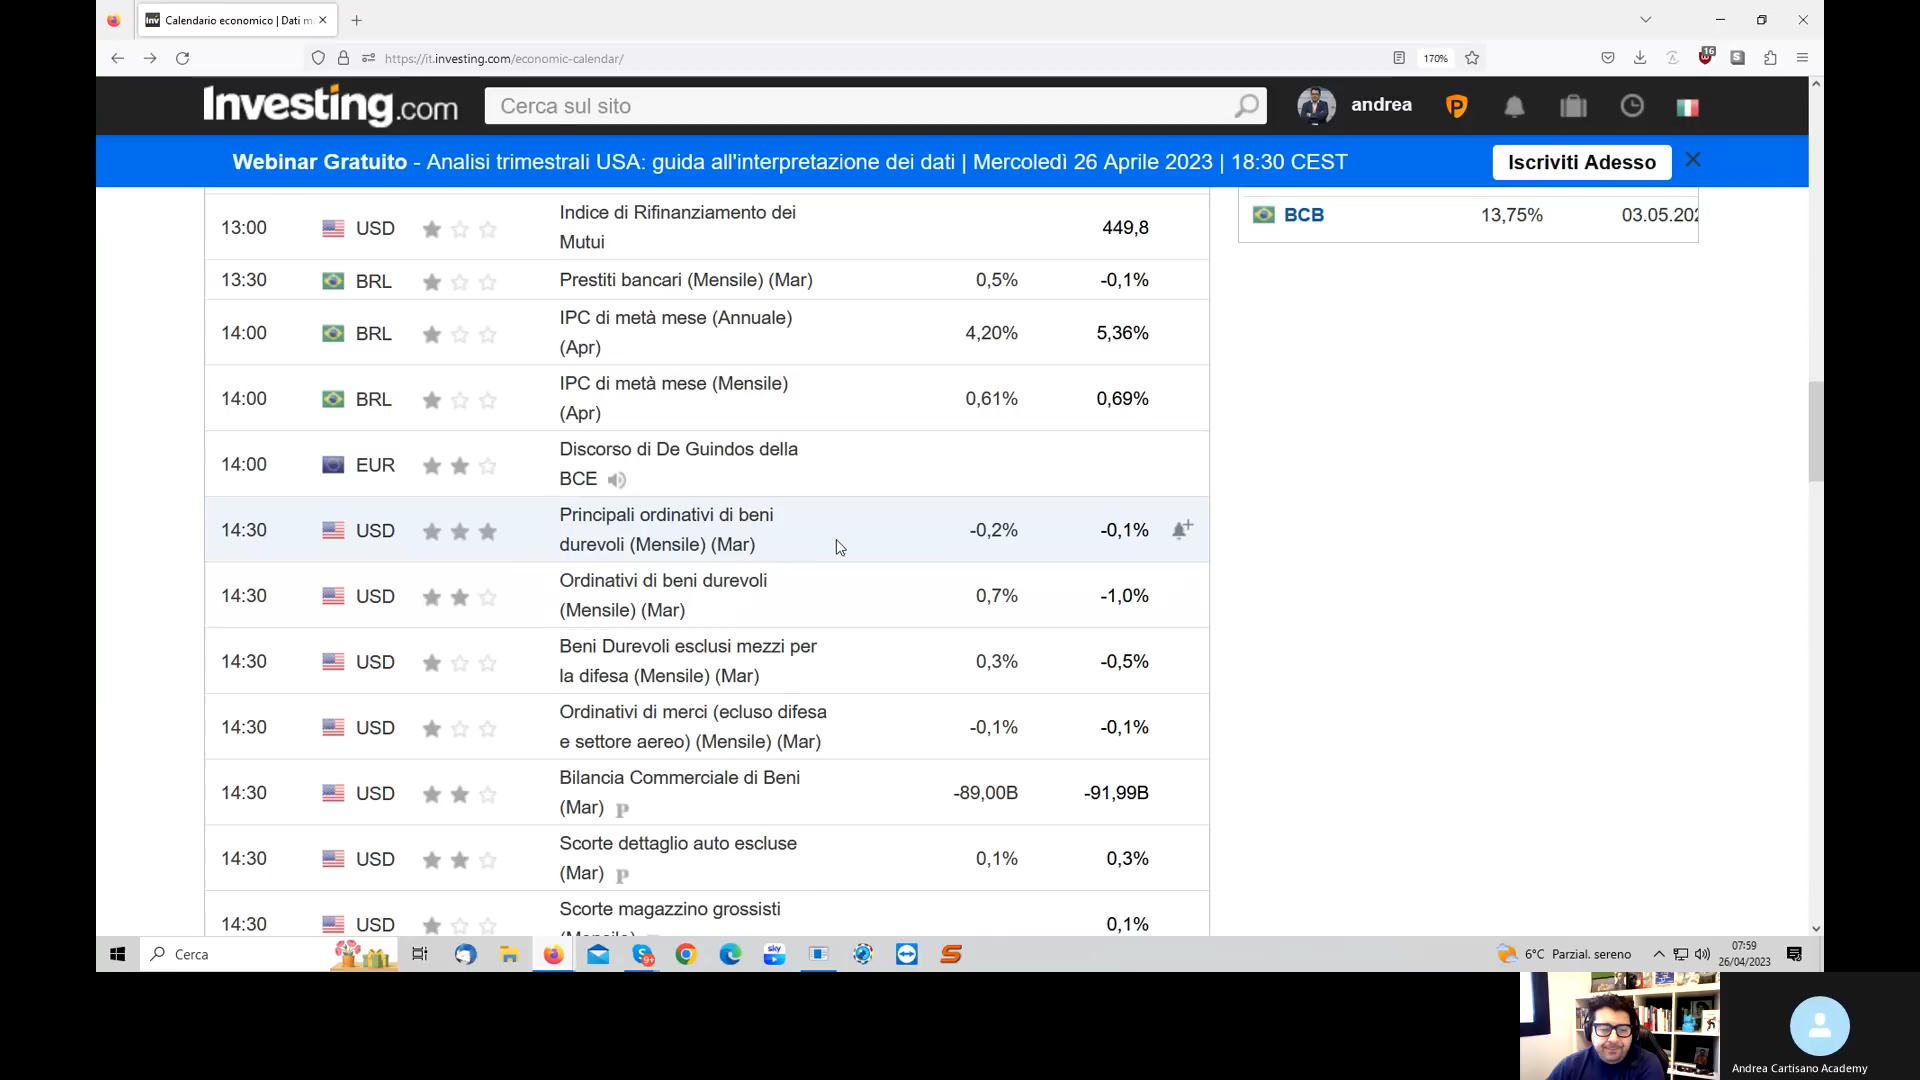 Calendario economico | Dati m
https://it.investing.com/economic-calendar/
170%
16
Investing.com
Cerca sul sito
andrea
Webinar Gratuito - Analisi trimestrali USA: guida all'interpretazione dei dati | Mercoledì 26 Aprile 2023 | 18:30 CEST
Iscriviti Adesso
13:00 USD Indice di Rifinanziamento dei
Mutui 449,8
BCB 13,75% 03.05.202
13:30 BRL Prestiti bancari (Mensile) (Mar) 0,5% -0,1%
14:00 BRL IPC di metà mese (Annuale)
(Apr) 4,20% 5,36%
14:00 BRL IPC di metà mese (Mensile)
(Apr) 0,61% 0,69%
14:00 EUR Discorso di De Guindos della
BCE
14:30 USD Principali ordinativi di beni
durevoli (Mensile) (Mar) -0,2% -0,1%
14:30 USD Ordinativi di beni durevoli
(Mensile) (Mar) 0,7% -1,0%
14:30 USD Beni Durevoli esclusi mezzi per
la difesa (Mensile) (Mar) 0,3% -0,5%
14:30 USD Ordinativi di merci (ecluso difesa
e settore aereo) (Mensile) (Mar) -0,1% -0,1%
14:30 USD Bilancia Commerciale di Beni
(Mar) P -89,00B -91,99B
14:30 USD Scorte dettaglio auto escluse
(Mar) P 0,1% 0,3%
14:30 USD Scorte magazzino grossisti
(Mensile) 0,1%
Cerca
sky
9+
6°C Parzial. sereno
07:59
26/04/2023
Andrea Cartisano Academy